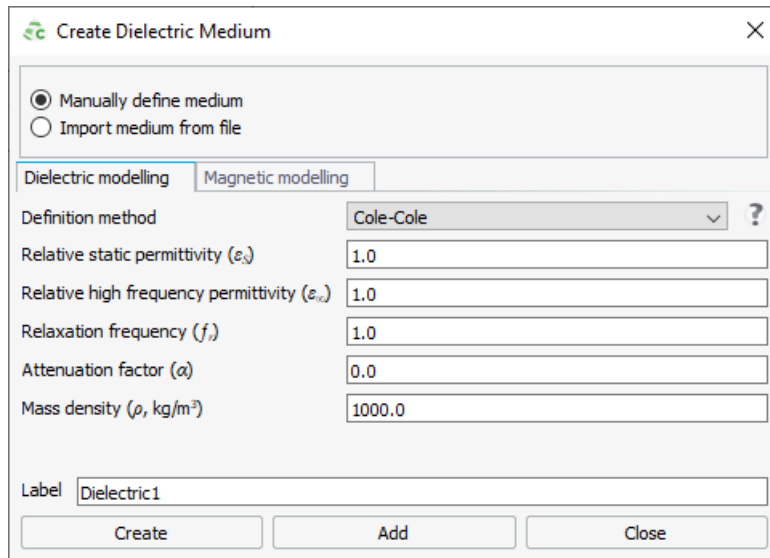 Create Dielectric Medium
Manually define medium
Import medium from file
Dielectric modelling Magnetic modelling
Definition method Cole-Cole ?
Relative static permittivity (εS) 1.0
Relative high frequency permittivity (ε∞) 1.0
Relaxation frequency (fr) 1.0
Attenuation factor (α) 0.0
Mass density (ρ, kg/m³) 1000.0
Label Dielectric1
Create Add Close